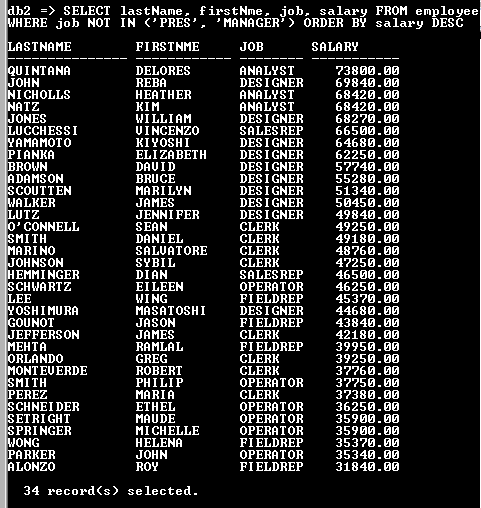 db2 => SELECT lastName, firstNme, job, salary FROM employee
WHERE job NOT IN ('PRES', 'MANAGER') ORDER BY salary DESC
LASTNAME FIRSTNME JOB SALARY
--------------- ------------ -------- -----------
QUINTANA DELORES ANALYST 73800.00
JOHN REBA DESIGNER 69840.00
NICHOLLS HEATHER ANALYST 68420.00
NATZ KIM ANALYST 68420.00
JONES WILLIAM DESIGNER 68270.00
LUCCHESSI VINCENZO SALESREP 66500.00
YAMAMOTO KIYOSHI DESIGNER 64680.00
PIANKA ELIZABETH DESIGNER 62250.00
BROWN DAVID DESIGNER 57740.00
ADAMSON BRUCE DESIGNER 55280.00
SCOUTTEN MARILYN DESIGNER 51340.00
WALKER JAMES DESIGNER 50450.00
LUTZ JENNIFER DESIGNER 49840.00
O'CONNELL SEAN CLERK 49250.00
SMITH DANIEL CLERK 49180.00
MARINO SALVATORE CLERK 48760.00
JOHNSON SYBIL CLERK 47250.00
HEMMINGER DIAN SALESREP 46500.00
SCHWARTZ EILEEN OPERATOR 46250.00
LEE WING FIELDREP 45370.00
YOSHIMURA MASATOSHI DESIGNER 44680.00
GOUNOT JASON FIELDREP 43840.00
JEFFERSON JAMES CLERK 42180.00
MEHTA RAMLAL FIELDREP 39950.00
ORLANDO GREG CLERK 39250.00
MONTEVERDE ROBERT CLERK 37760.00
SMITH PHILIP OPERATOR 37750.00
PEREZ MARIA CLERK 37380.00
SCHNEIDER ETHEL OPERATOR 36250.00
SETRIGHT MAUDE OPERATOR 35900.00
SPRINGER MICHELLE OPERATOR 35900.00
WONG HELENA FIELDREP 35370.00
PARKER JOHN OPERATOR 35340.00
ALONZO ROY FIELDREP 31840.00
34 record(s) selected.